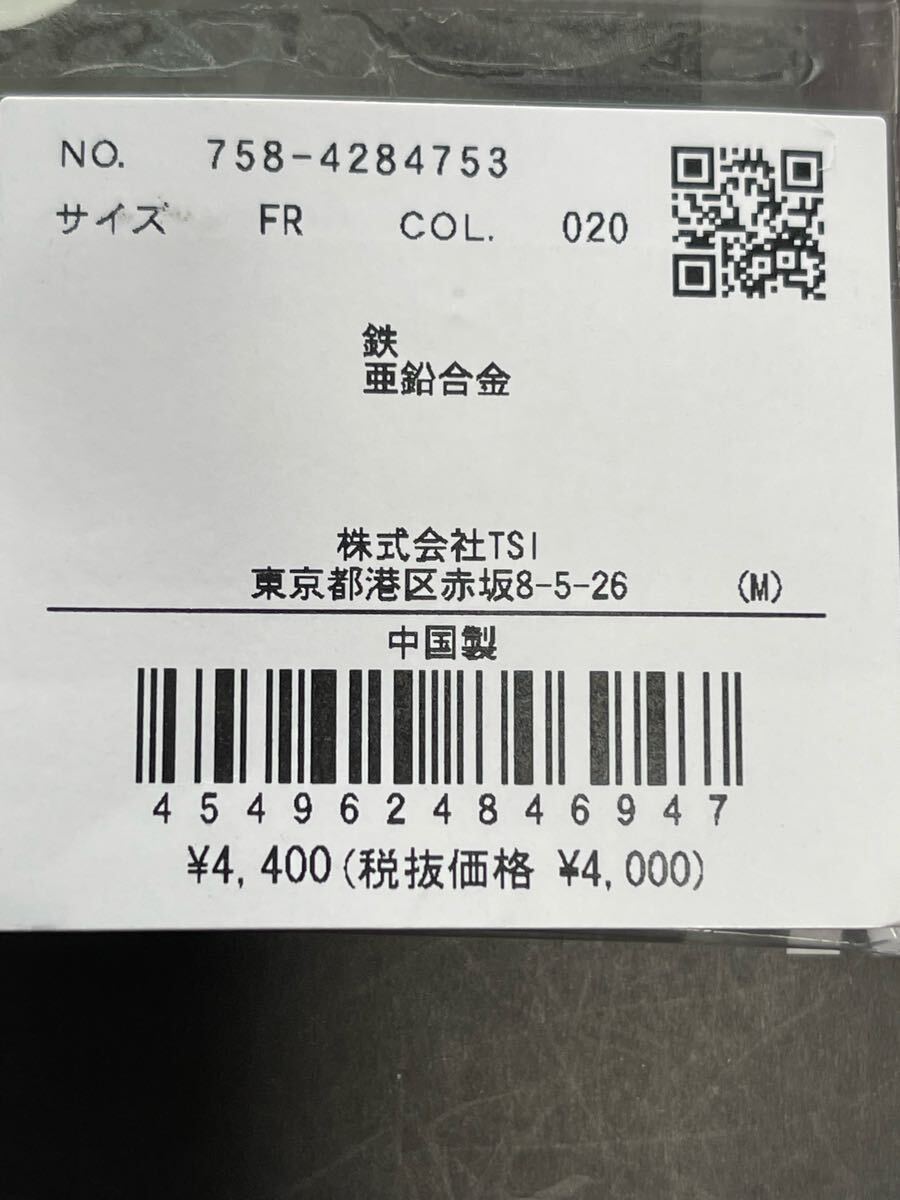 NO. 758-4284753
サイズ FR COL. 020
鉄
亜鉛合金
株式会社TSI
東京都港区赤坂8-5-26 (M)
中国製
4549624846947
¥4,400(税抜価格 ¥4,000)